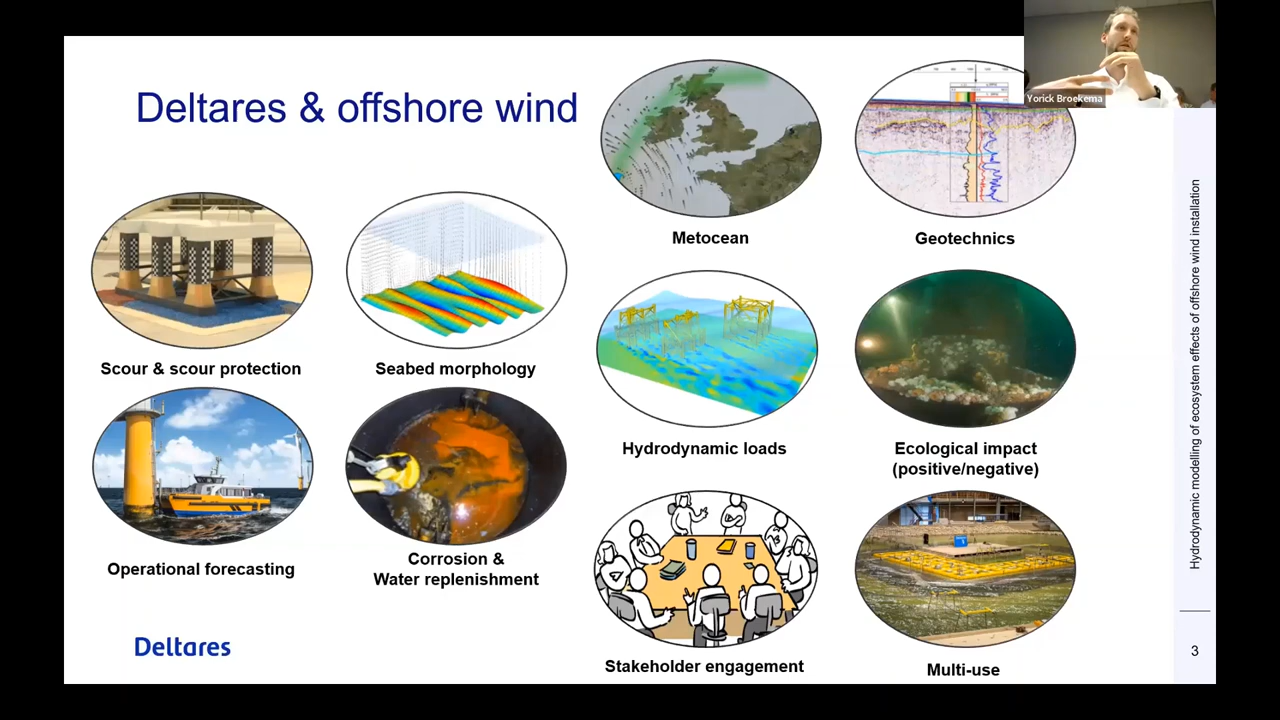 Deltares & offshore wind
Yorick Broekema
Metocean
Geotechnics
Scour & scour protection
Seabed morphology
Hydrodynamic loads
Ecological impact
(positive/negative)
Operational forecasting
Corrosion &
Water replenishment
Stakeholder engagement
Multi-use
Deltares
Hydrodynamic modelling of ecosystem effects of offshore wind installation
3